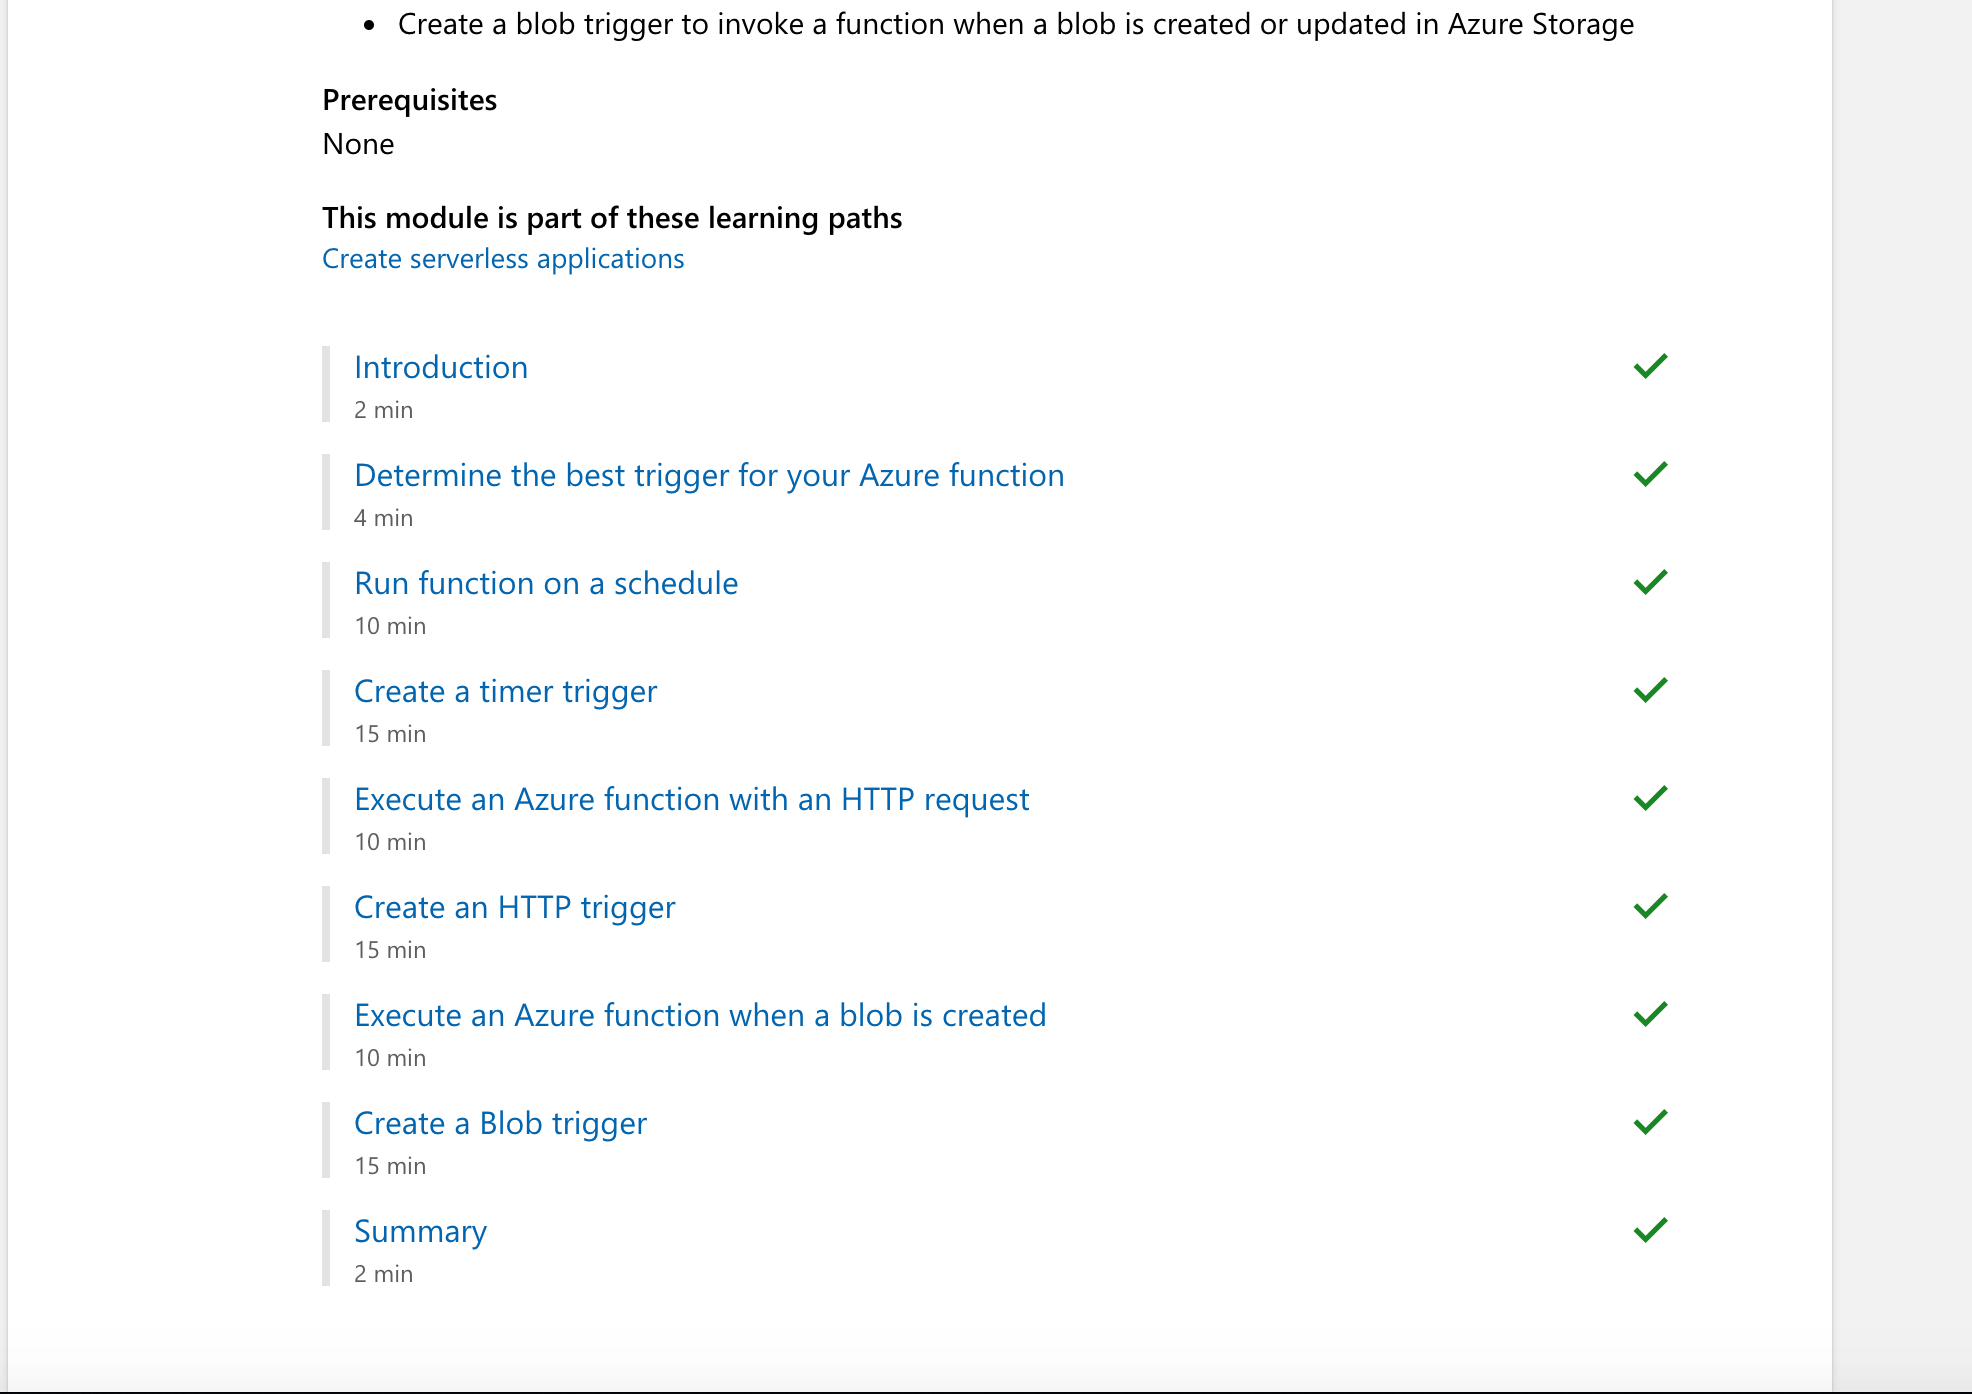 • Create a blob trigger to invoke a function when a blob is created or updated in Azure Storage
Prerequisites
None
This module is part of these learning paths
Create serverless applications
Introduction
2 min
Determine the best trigger for your Azure function
4 min
Run function on a schedule
10 min
Create a timer trigger
15 min
Execute an Azure function with an HTTP request
10 min
Create an HTTP trigger
15 min
Execute an Azure function when a blob is created
10 min
Create a Blob trigger
15 min
Summary
2 min